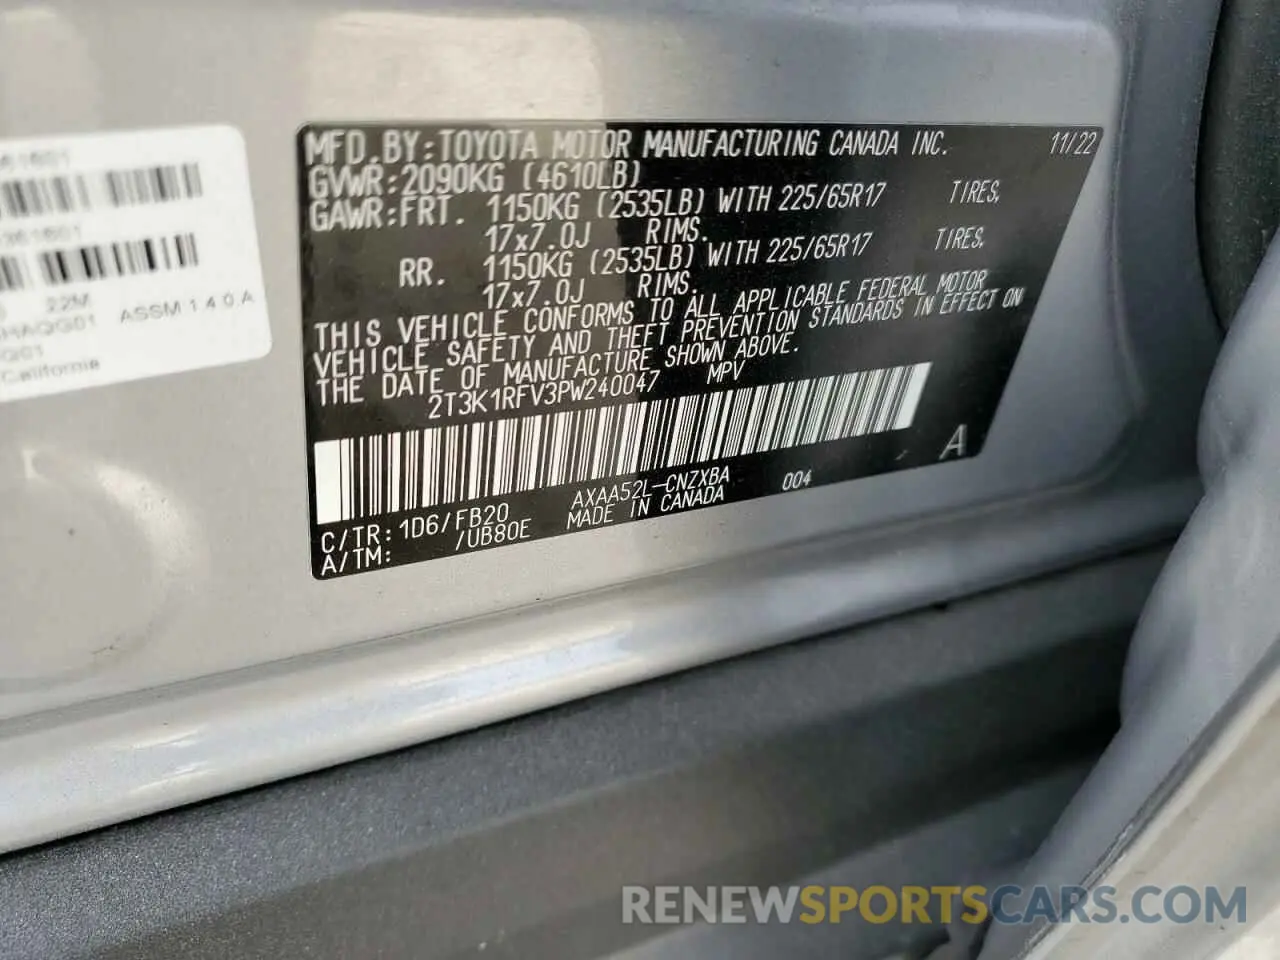 MFD.BY:TOYOTA MOTOR MANUFACTURING CANADA INC. 11/22
GVWR:2090KG (4610LB)
GAWR:FRT. 1150KG (2535LB) WITH 225/65R17 TIRES,
17x7.0J RIMS.
RR. 1150KG (2535LB) WITH 225/65R17 TIRES,
17x7.0J RIMS.
THIS VEHICLE CONFORMS TO ALL APPLICABLE FEDERAL MOTOR
VEHICLE SAFETY AND THEFT PREVENTION STANDARDS IN EFFECT ON
THE DATE OF MANUFACTURE SHOWN ABOVE.
2T3K1RFV3PW240047 MPV
A
C/TR:1D6/FB20 AXAA52L-CNZXBA 004
A/TM: /UB80E MADE IN CANADA
22M
ASSM 1.4.0.A
California
RENEWSPORTSCARS.COM